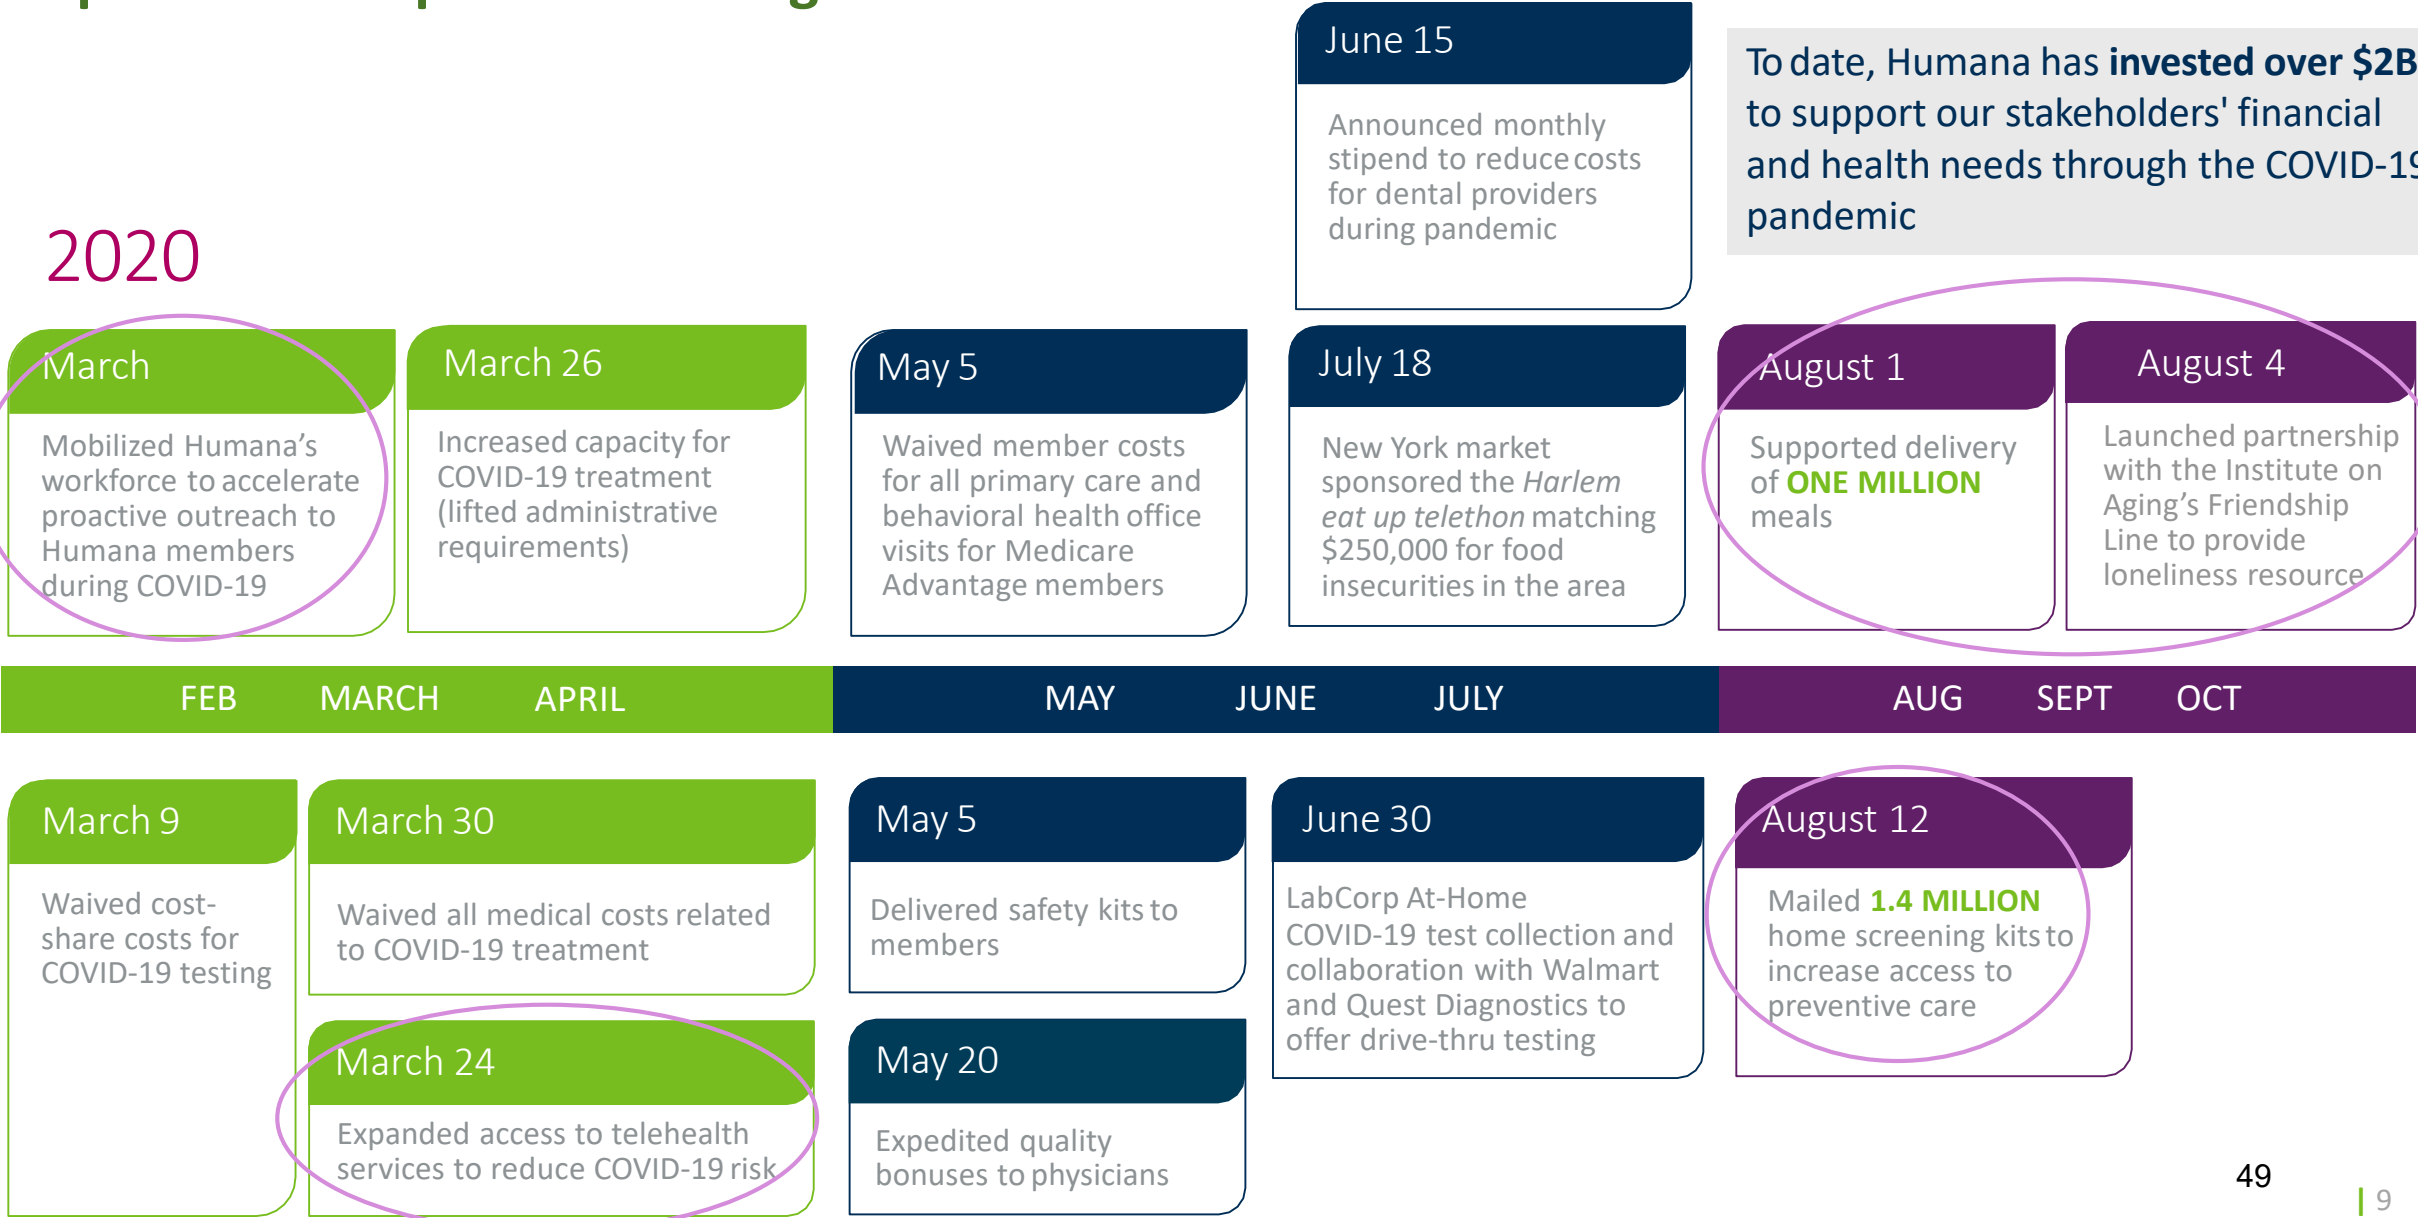 June 15
Announced monthly
stipend to reduce costs
for dental providers
during pandemic
To date, Humana has invested over $2B
to support our stakeholders' financial
and health needs through the COVID-19
pandemic
2020
March
Mobilized Humana’s
workforce to accelerate
proactive outreach to
Humana members
during COVID-19
March 26
Increased capacity for
COVID-19 treatment
(lifted administrative
requirements)
May 5
Waived member costs
for all primary care and
behavioral health office
visits for Medicare
Advantage members
July 18
New York market
sponsored the Harlem
eat up telethon matching
$250,000 for food
insecurities in the area
August 1
Supported delivery
of ONE MILLION
meals
August 4
Launched partnership
with the Institute on
Aging’s Friendship
Line to provide
loneliness resource
FEB MARCH APRIL MAY JUNE JULY AUG SEPT OCT
March 9
Waived cost-
share costs for
COVID-19 testing
March 30
Waived all medical costs related
to COVID-19 treatment
March 24
Expanded access to telehealth
services to reduce COVID-19 risk
May 5
Delivered safety kits to
members
May 20
Expedited quality
bonuses to physicians
June 30
LabCorp At-Home
COVID-19 test collection and
collaboration with Walmart
and Quest Diagnostics to
offer drive-thru testing
August 12
Mailed 1.4 MILLION
home screening kits to
increase access to
preventive care
49
| 9